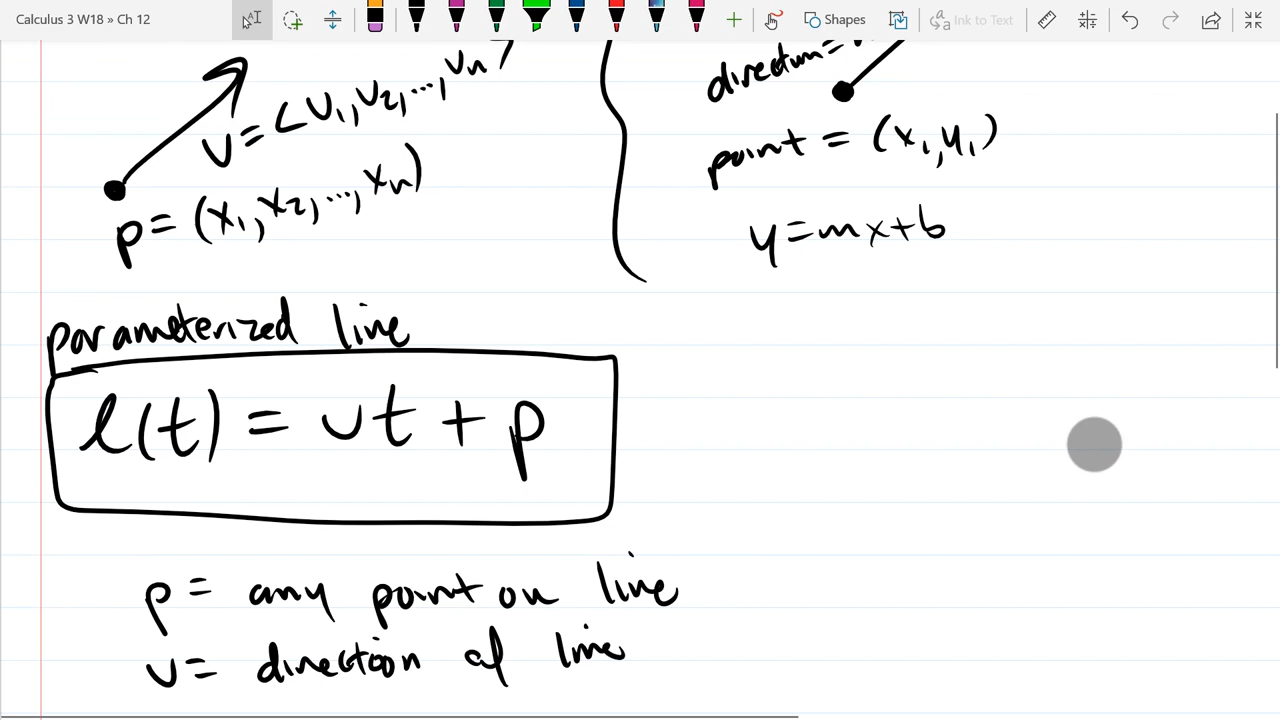 Calculus 3 W18 » Ch 12
Shapes
Ink to Text
v = <v1, v2, ..., vn>
p = (x1, x2, ..., xn)
direction =
point = (x1, y1)
y = mx + b
parameterized line
l(t) = vt + p
p = any point on line
v = direction of line